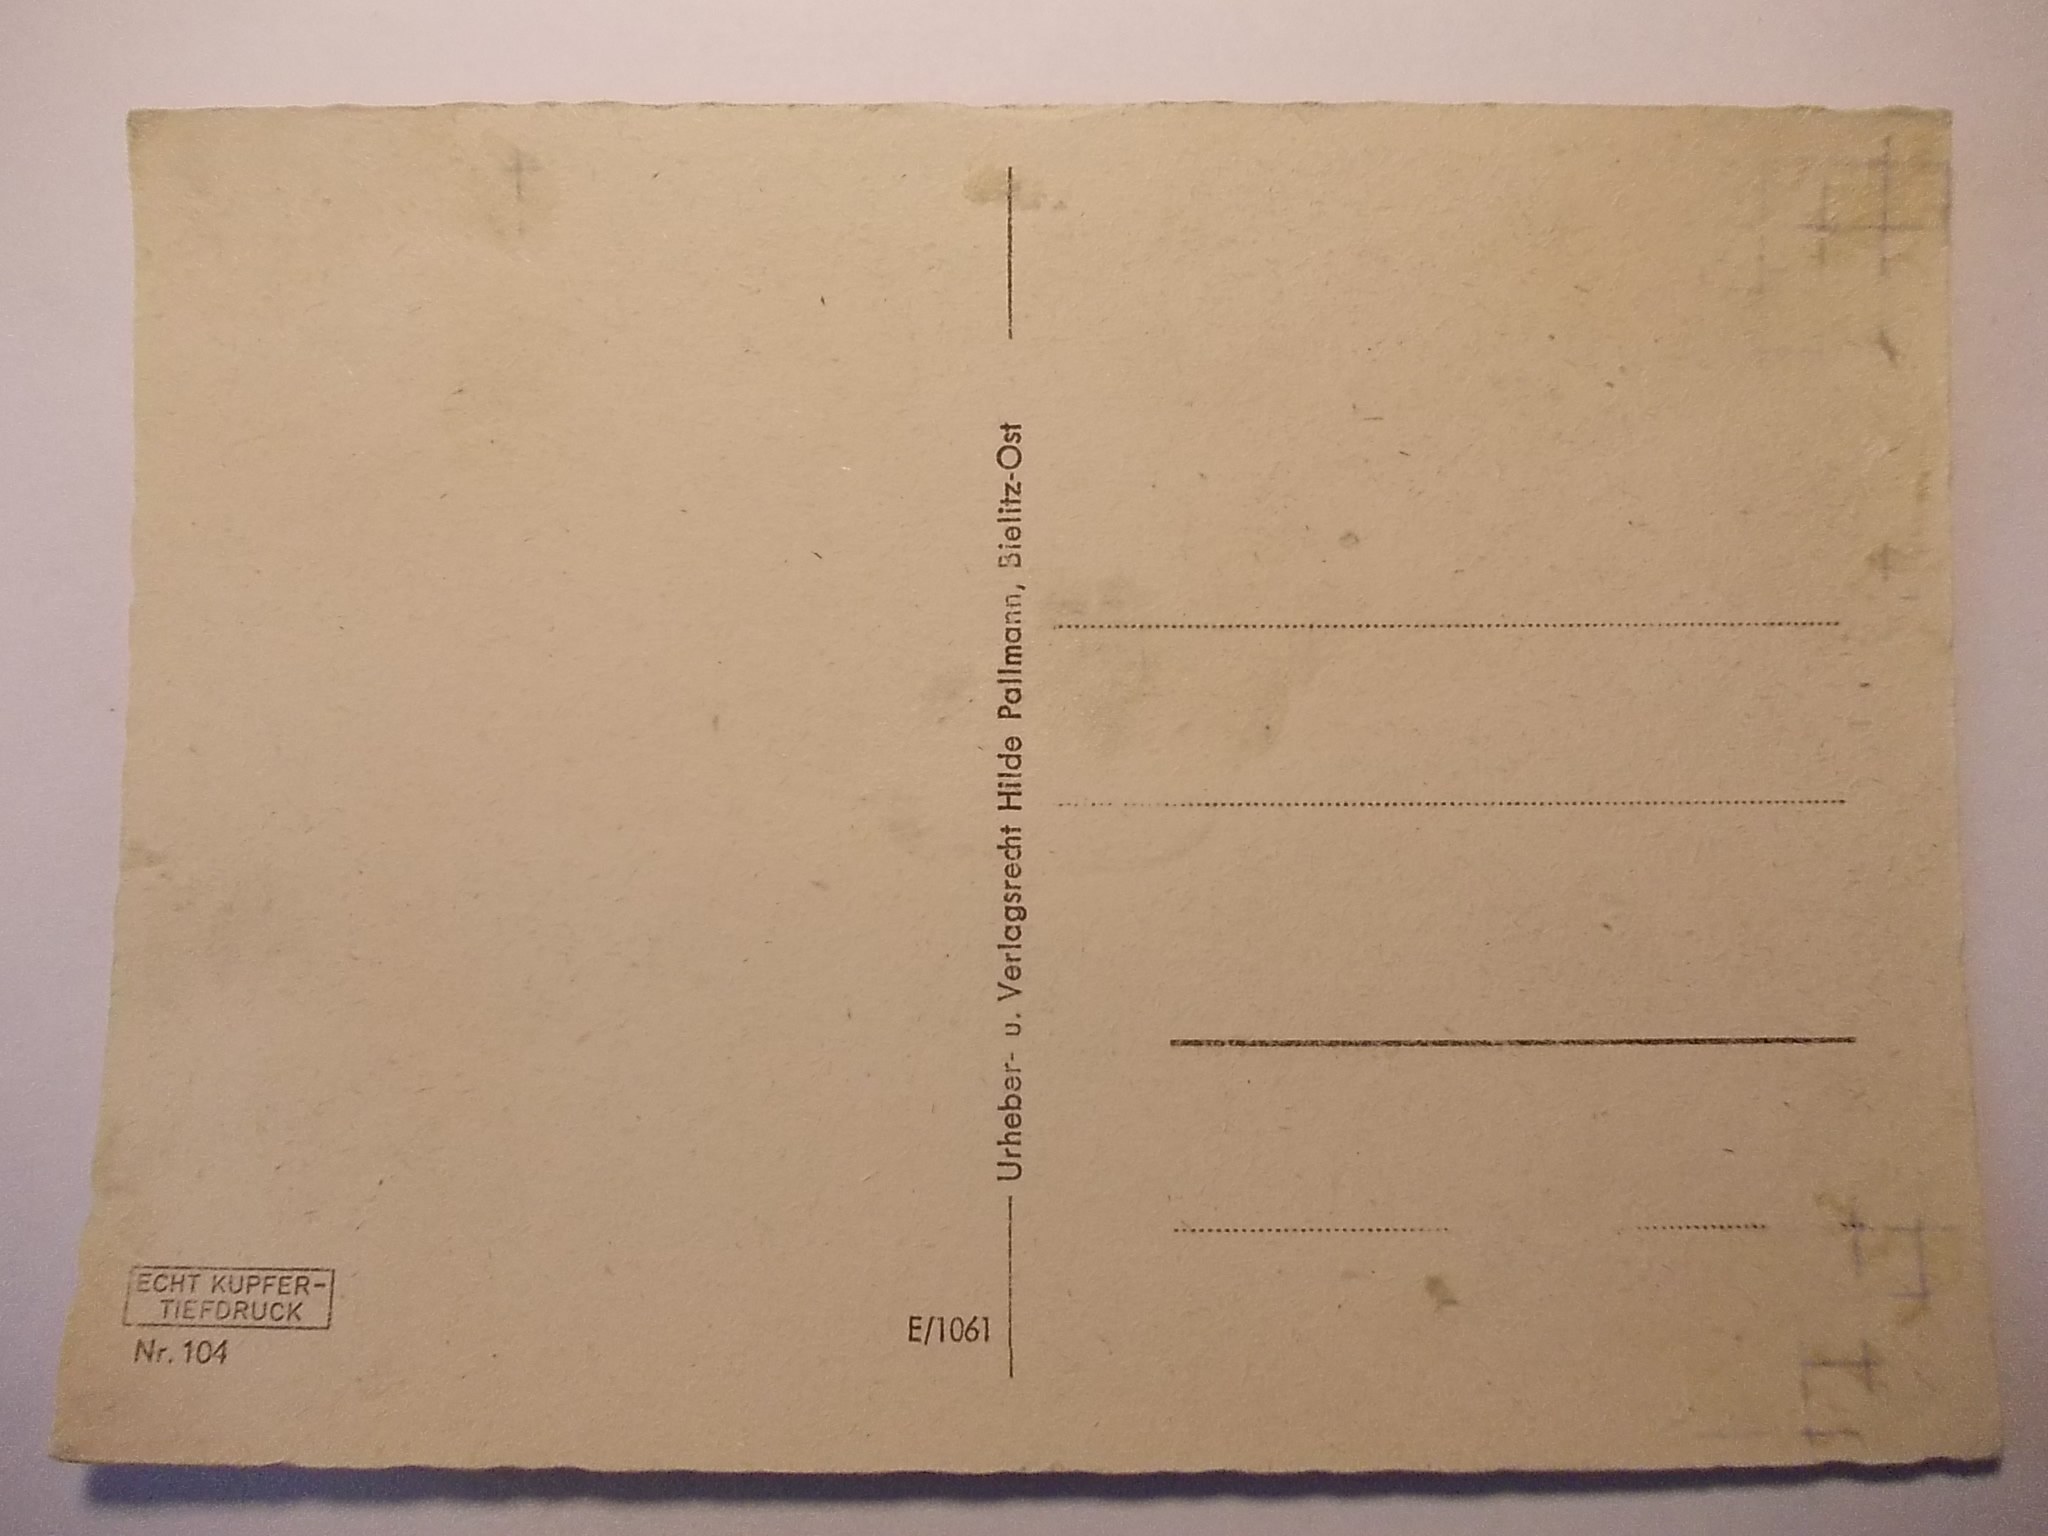 Urheber- u. Verlagsrecht Hilde Pallmann, Bielitz-Ost
ECHT KUPFER-
TIEFDRUCK
Nr. 104
E/1061